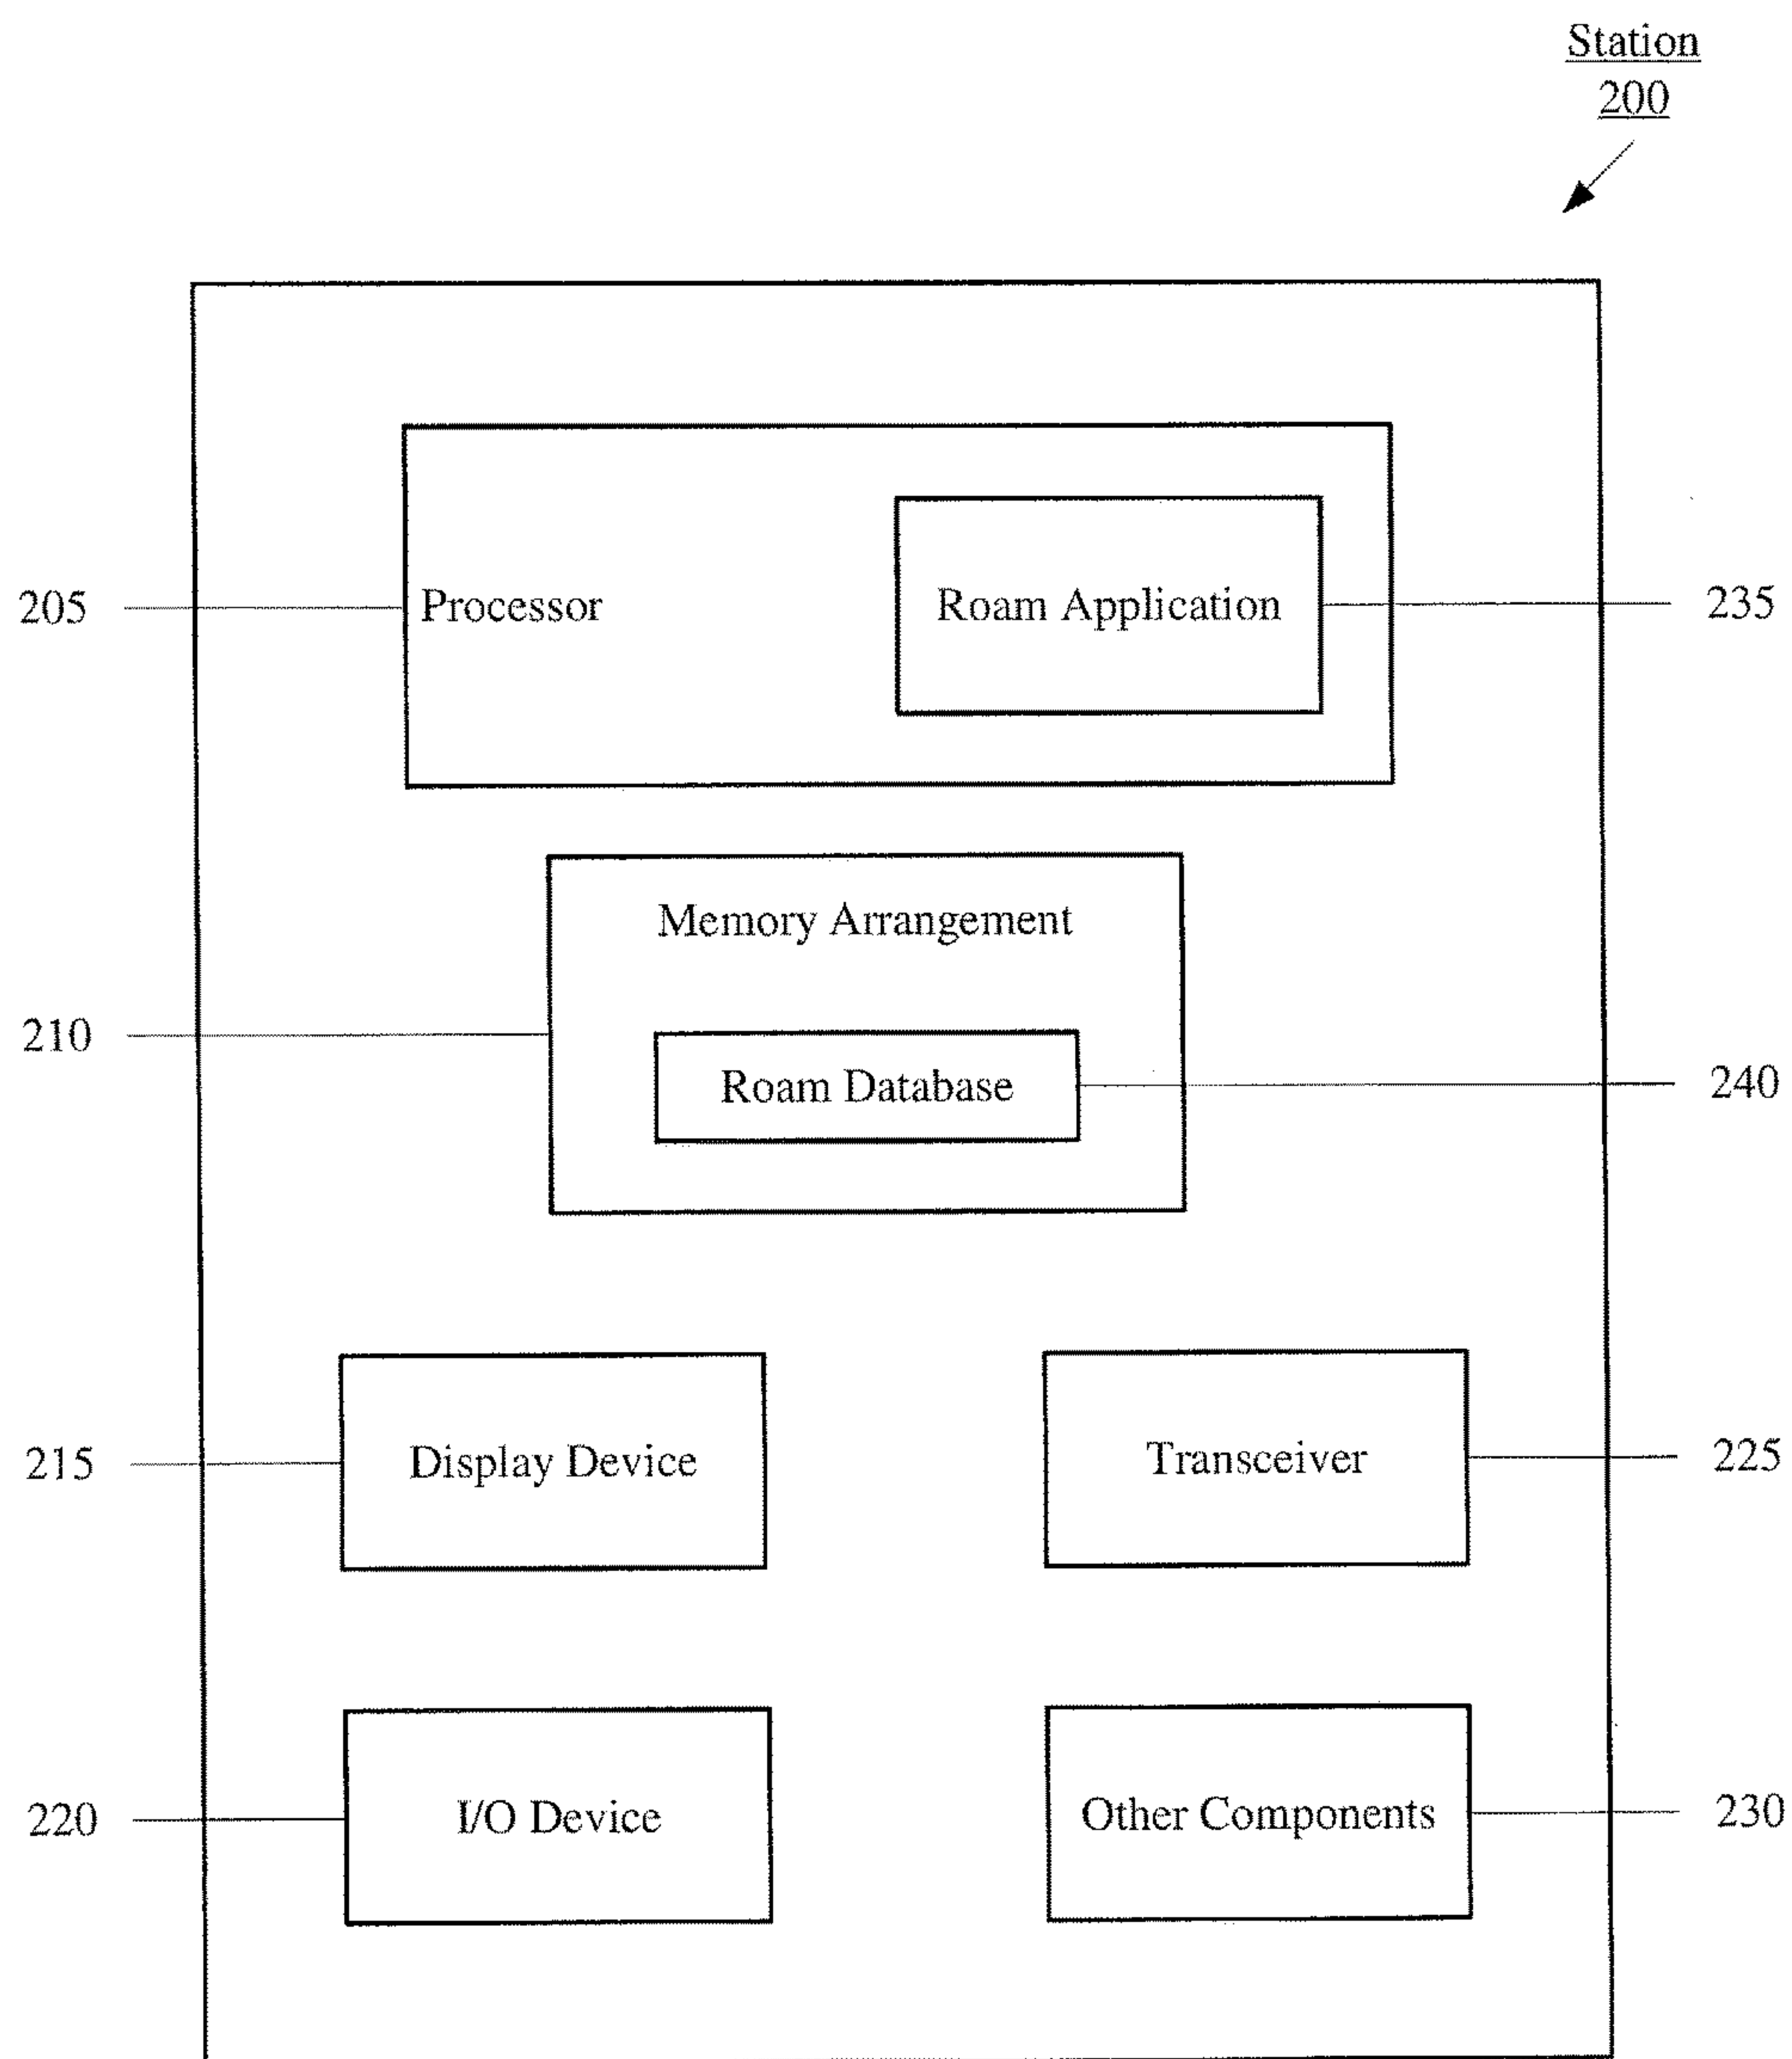 Station
200
205
Processor
Roam Application
235
Memory Arrangement
210
Roam Database
240
215
Display Device
Transceiver
225
220
I/O Device
Other Components
230